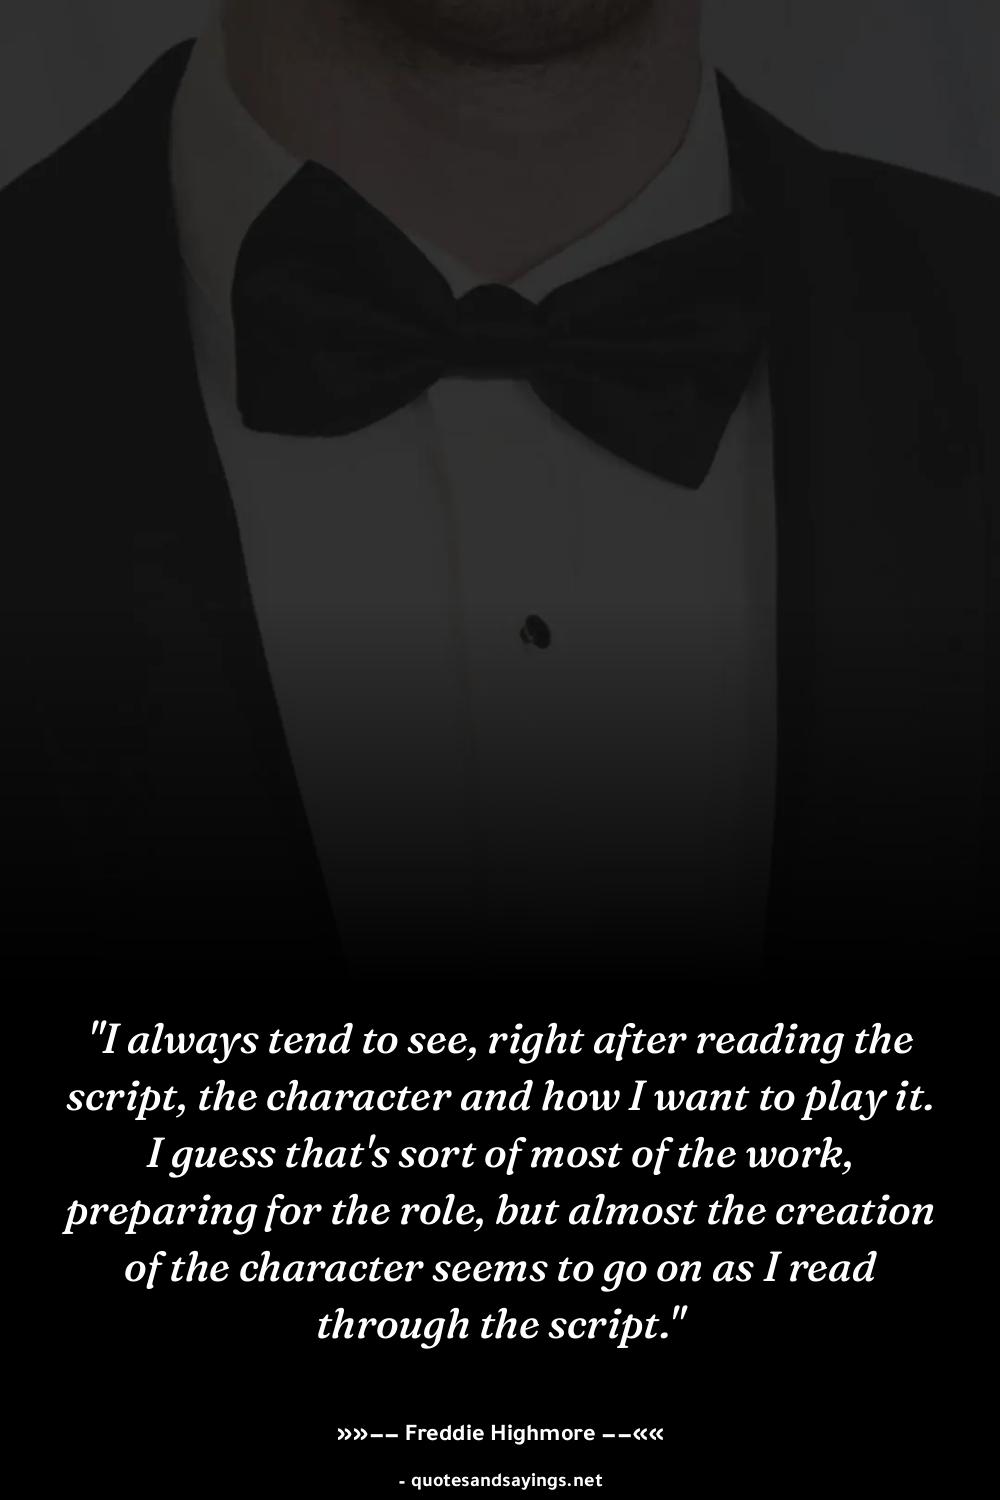 "I always tend to see, right after reading the
script, the character and how I want to play it.
I guess that's sort of most of the work,
preparing for the role, but almost the creation
of the character seems to go on as I read
through the script."
»»−− Freddie Highmore −−««
- quotesandsayings.net